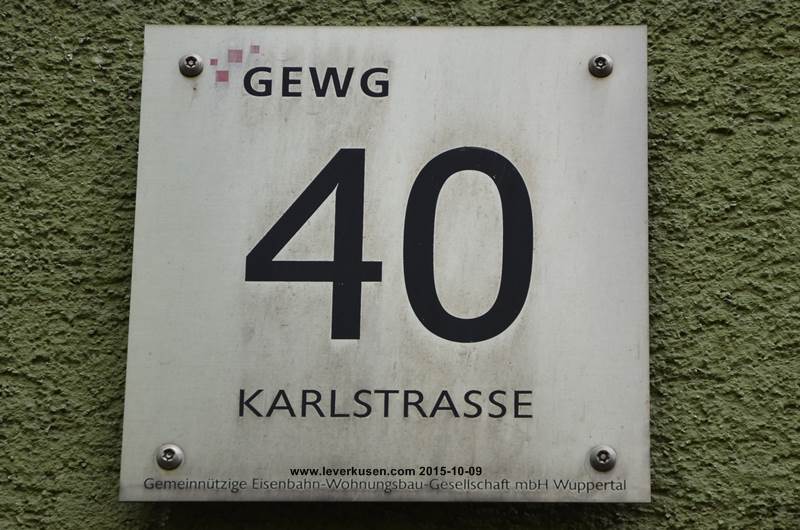 GEWG
40
KARLSTRASSE
www.leverkusen.com 2015-10-09
Gemeinnützige Eisenbahn-Wohnungsbau-Gesellschaft mbH Wuppertal